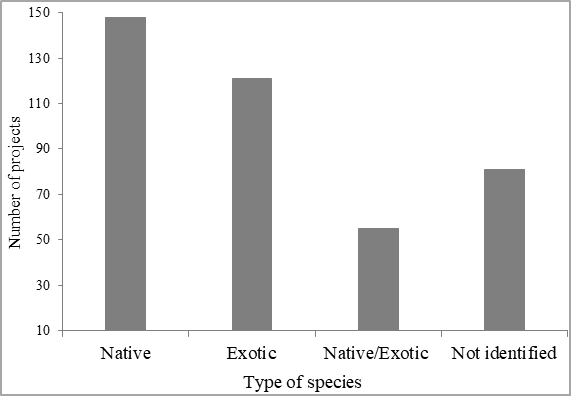 150
130
110
90
70
50
30
10
Number of projects
Native Exotic Native/Exotic Not identified
Type of species